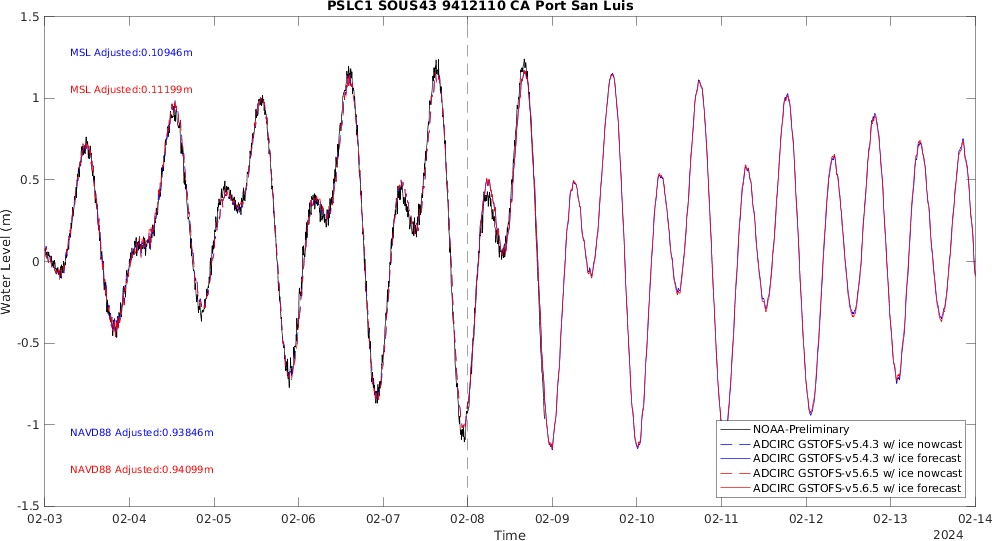 PSLC1 SOUS43 9412110 CA Port San Luis
1.5
1
0.5
0
-0.5
-1
-1.5
Water Level (m)
MSL Adjusted:0.10946m
MSL Adjusted:0.11199m
NAVD88 Adjusted:0.93846m
NAVD88 Adjusted:0.94099m
NOAA-Preliminary
ADCIRC GSTOFS-v5.4.3 w/ ice nowcast
ADCIRC GSTOFS-v5.4.3 w/ ice forecast
ADCIRC GSTOFS-v5.6.5 w/ ice nowcast
ADCIRC GSTOFS-v5.6.5 w/ ice forecast
02-03 02-04 02-05 02-06 02-07 02-08 02-09 02-10 02-11 02-12 02-13 02-14
Time
2024